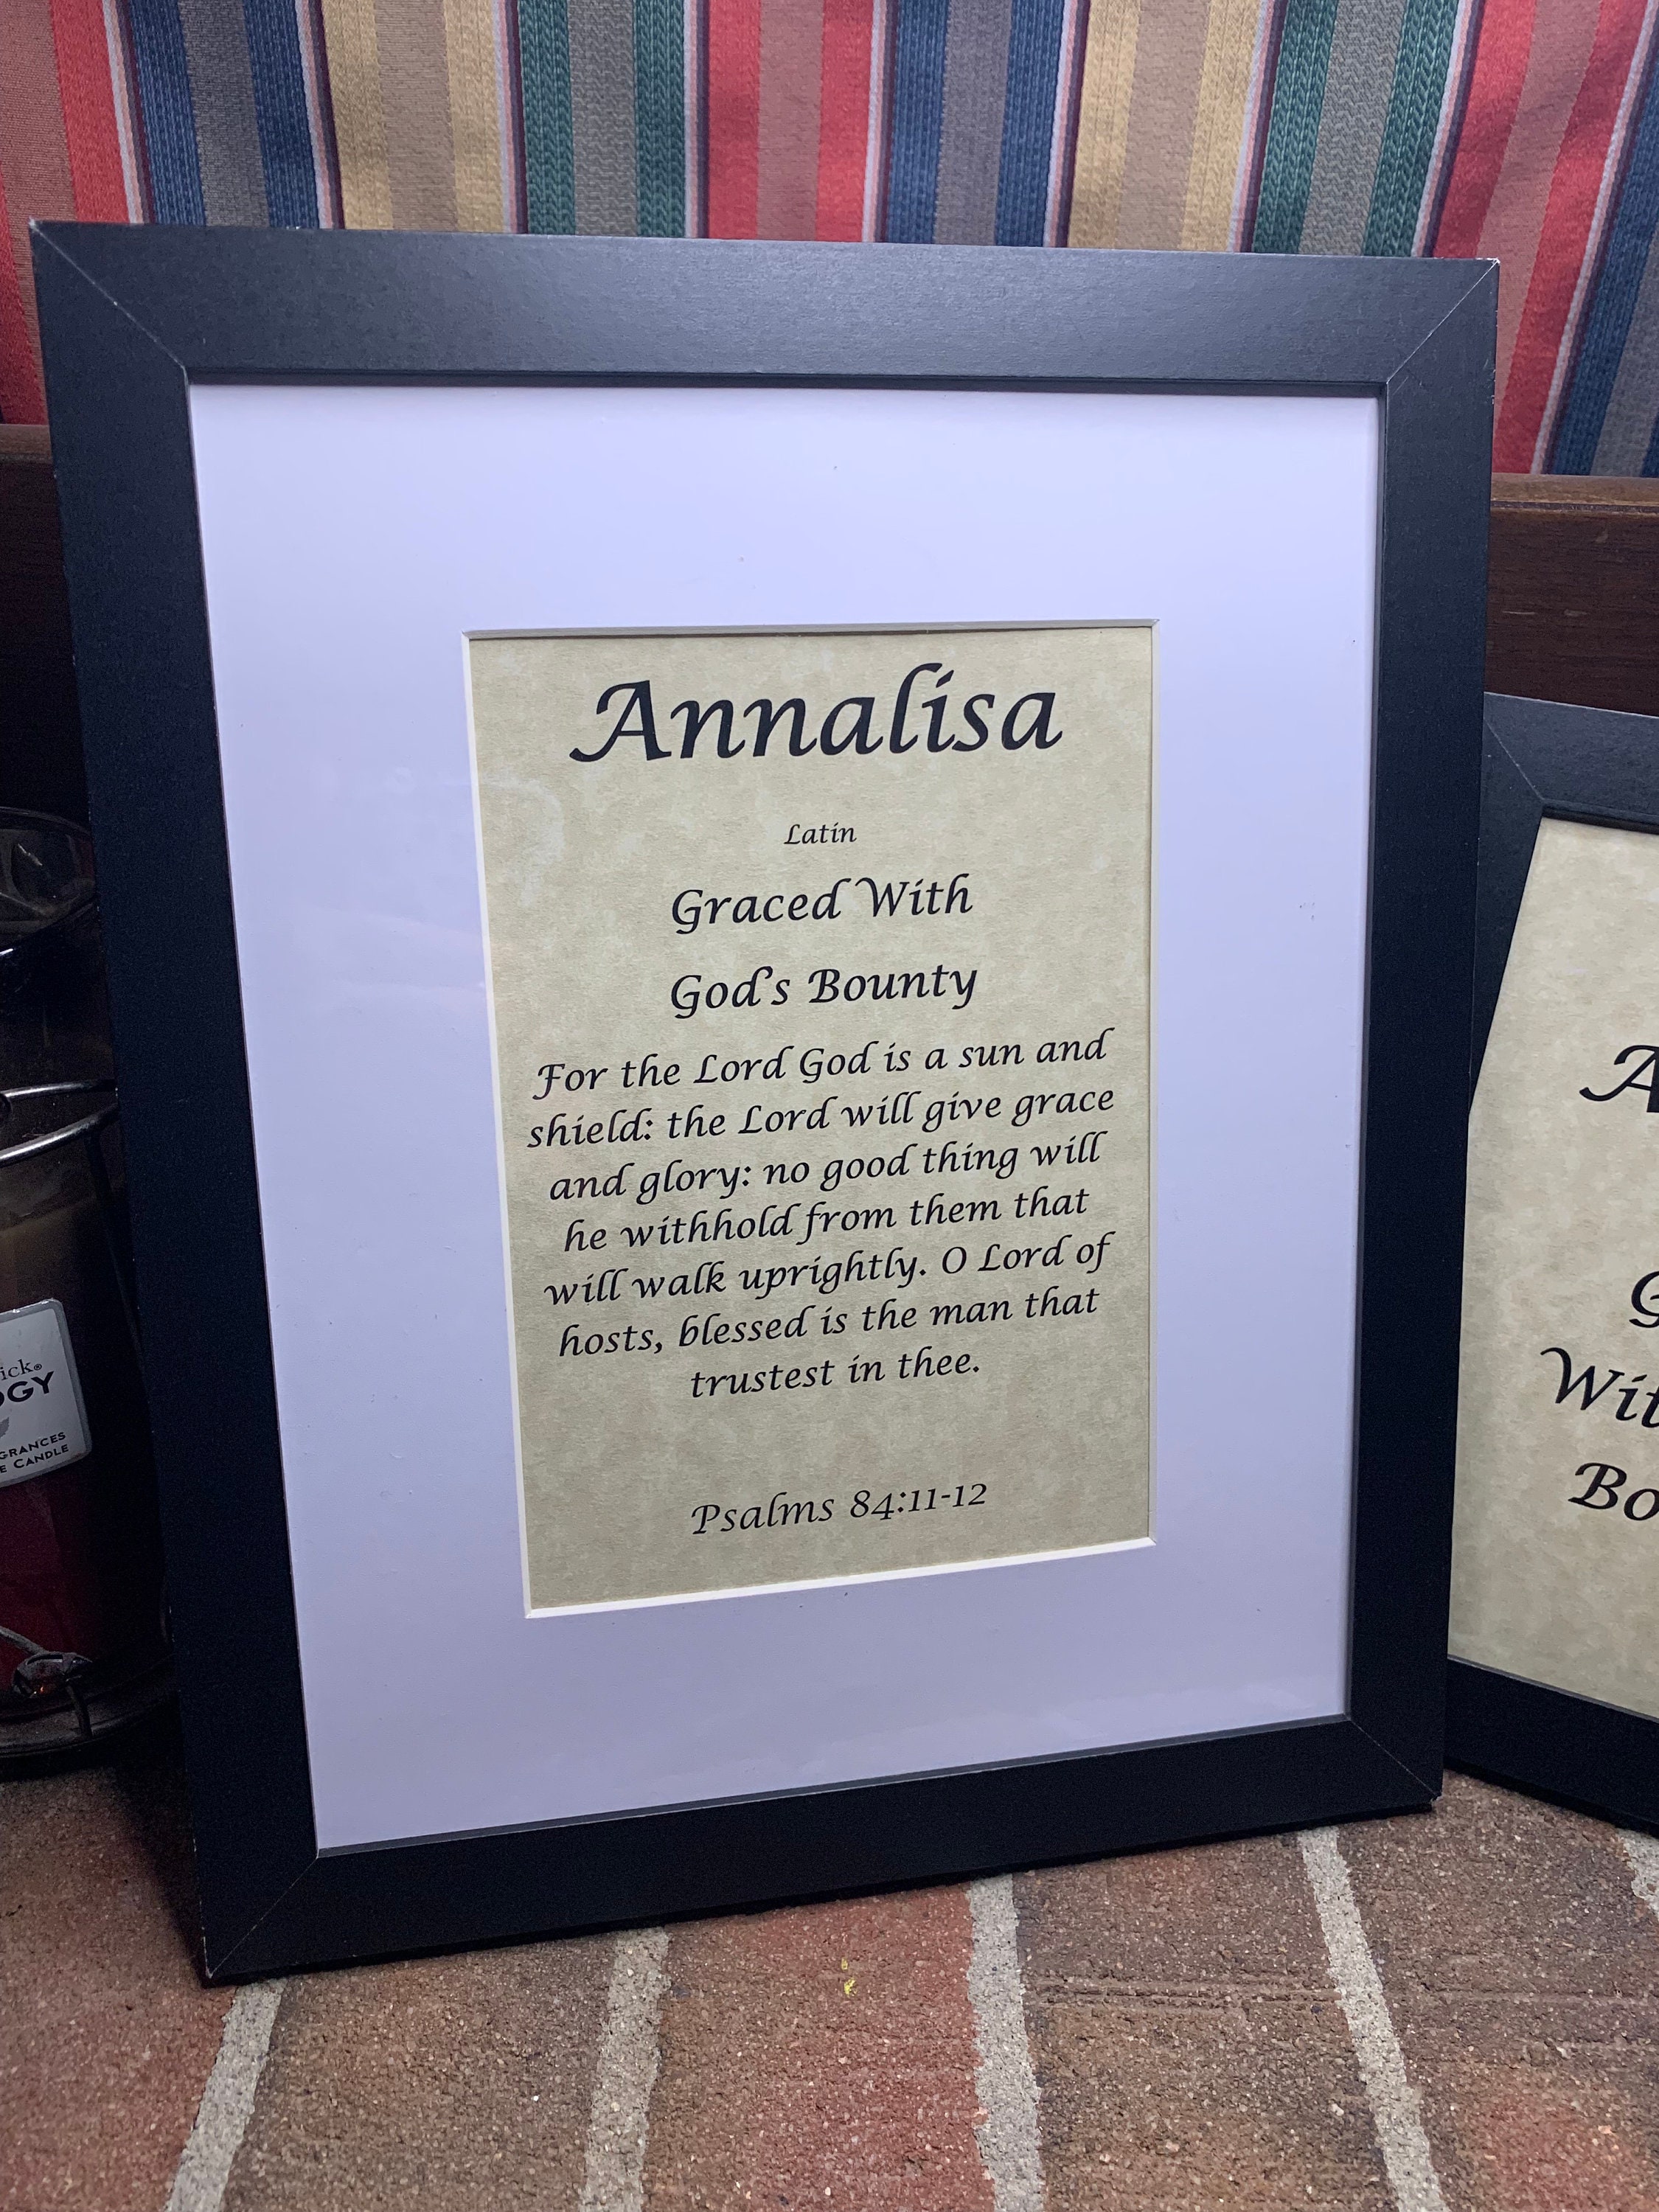 Annalisa
Latin
Graced With
God's Bounty
For the Lord God is a sun and
shield: the Lord will give grace
and glory: no good thing will
he withhold from them that
will walk uprightly. O Lord of
hosts, blessed is the man that
trustest in thee.
Psalms 84:11-12
CANDLE